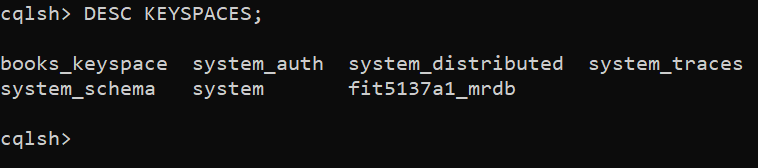 cqlsh> DESC KEYSPACES;
books_keyspace  system_auth  system_distributed  system_traces
system_schema   system       fit5137a1_mrdb
cqlsh>